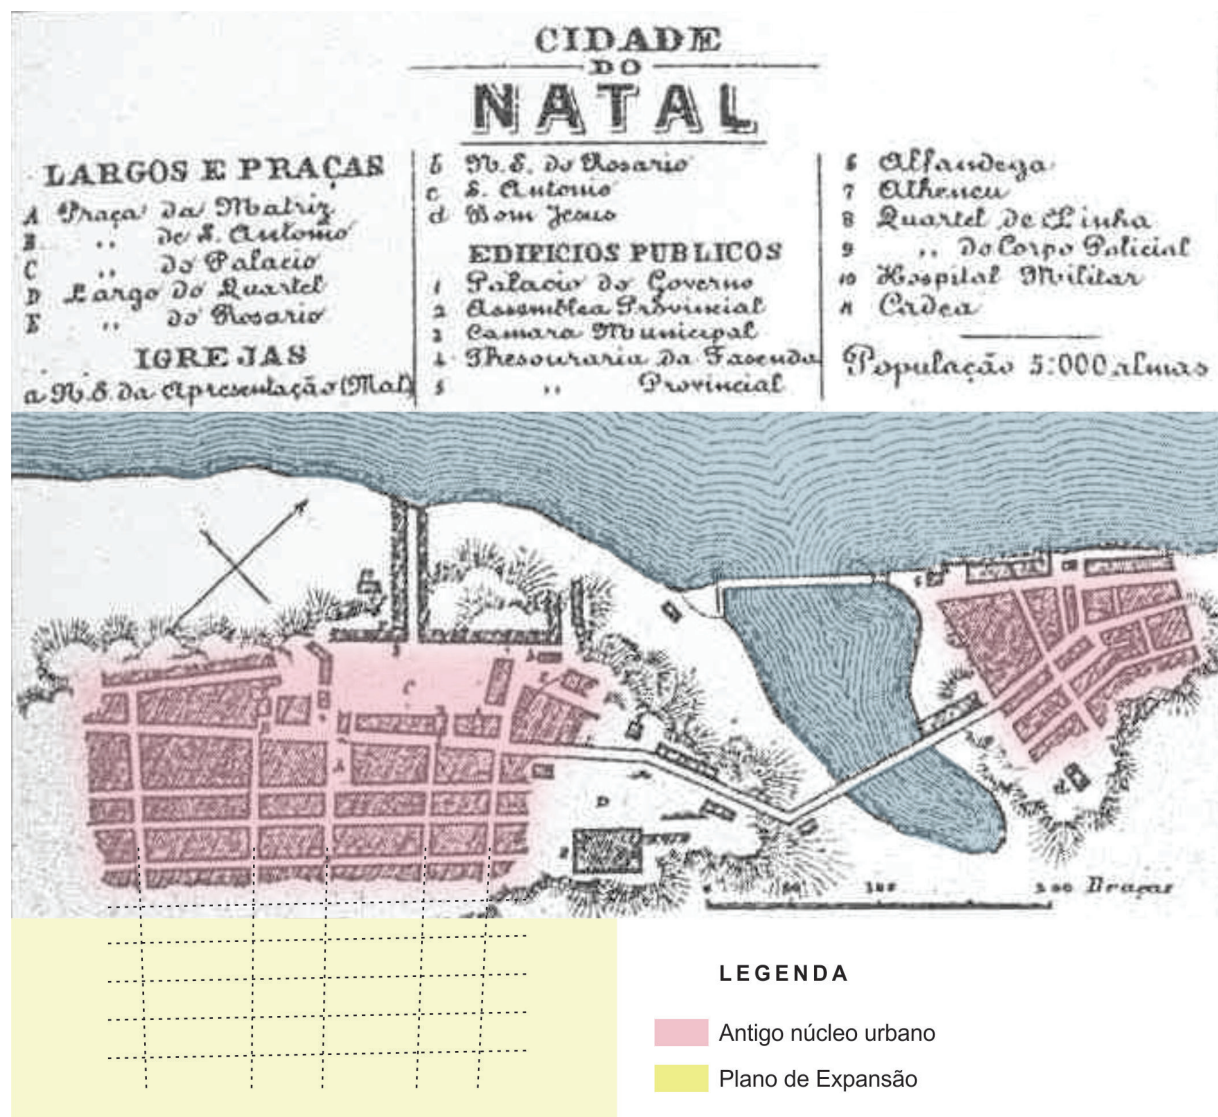 CIDADE
DO
NATAL
LARGOS E PRAÇAS
A Praça da Matriz
B ,, de S. Antonio
C ,, do Palacio
D Largo do Quartel
E ,, do Rosario
IGREJAS
a N. S. da Apresentação (Mat)
b N. S. do Rosario
c S. Antonio
d Bom Jesus
EDIFICIOS PUBLICOS
1 Palacio do Governo
2 Assemblea Provincial
3 Camara Municipal
4 Thesouraria da Fasenda
5 ,, Provincial
6 Alfandega
7 Atheneu
8 Quartel de Linha
9 ,, do Corpo Policial
10 Hospital Militar
11 Cadea
População 5:000 almas
C
A
D
d
200 Braças
LEGENDA
Antigo núcleo urbano
Plano de Expansão